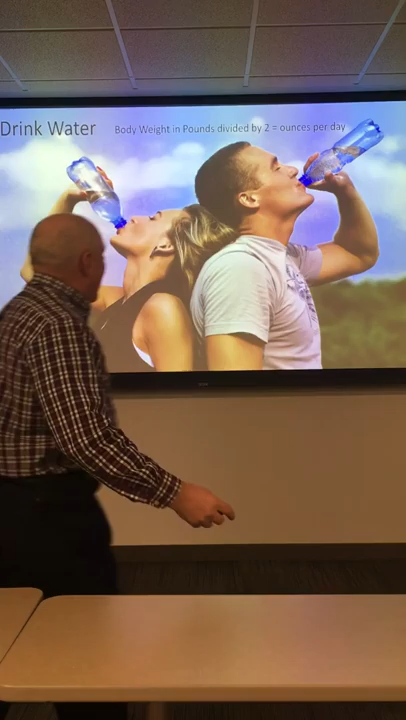 Drink Water
Body Weight in Pounds divided by 2 = ounces per day